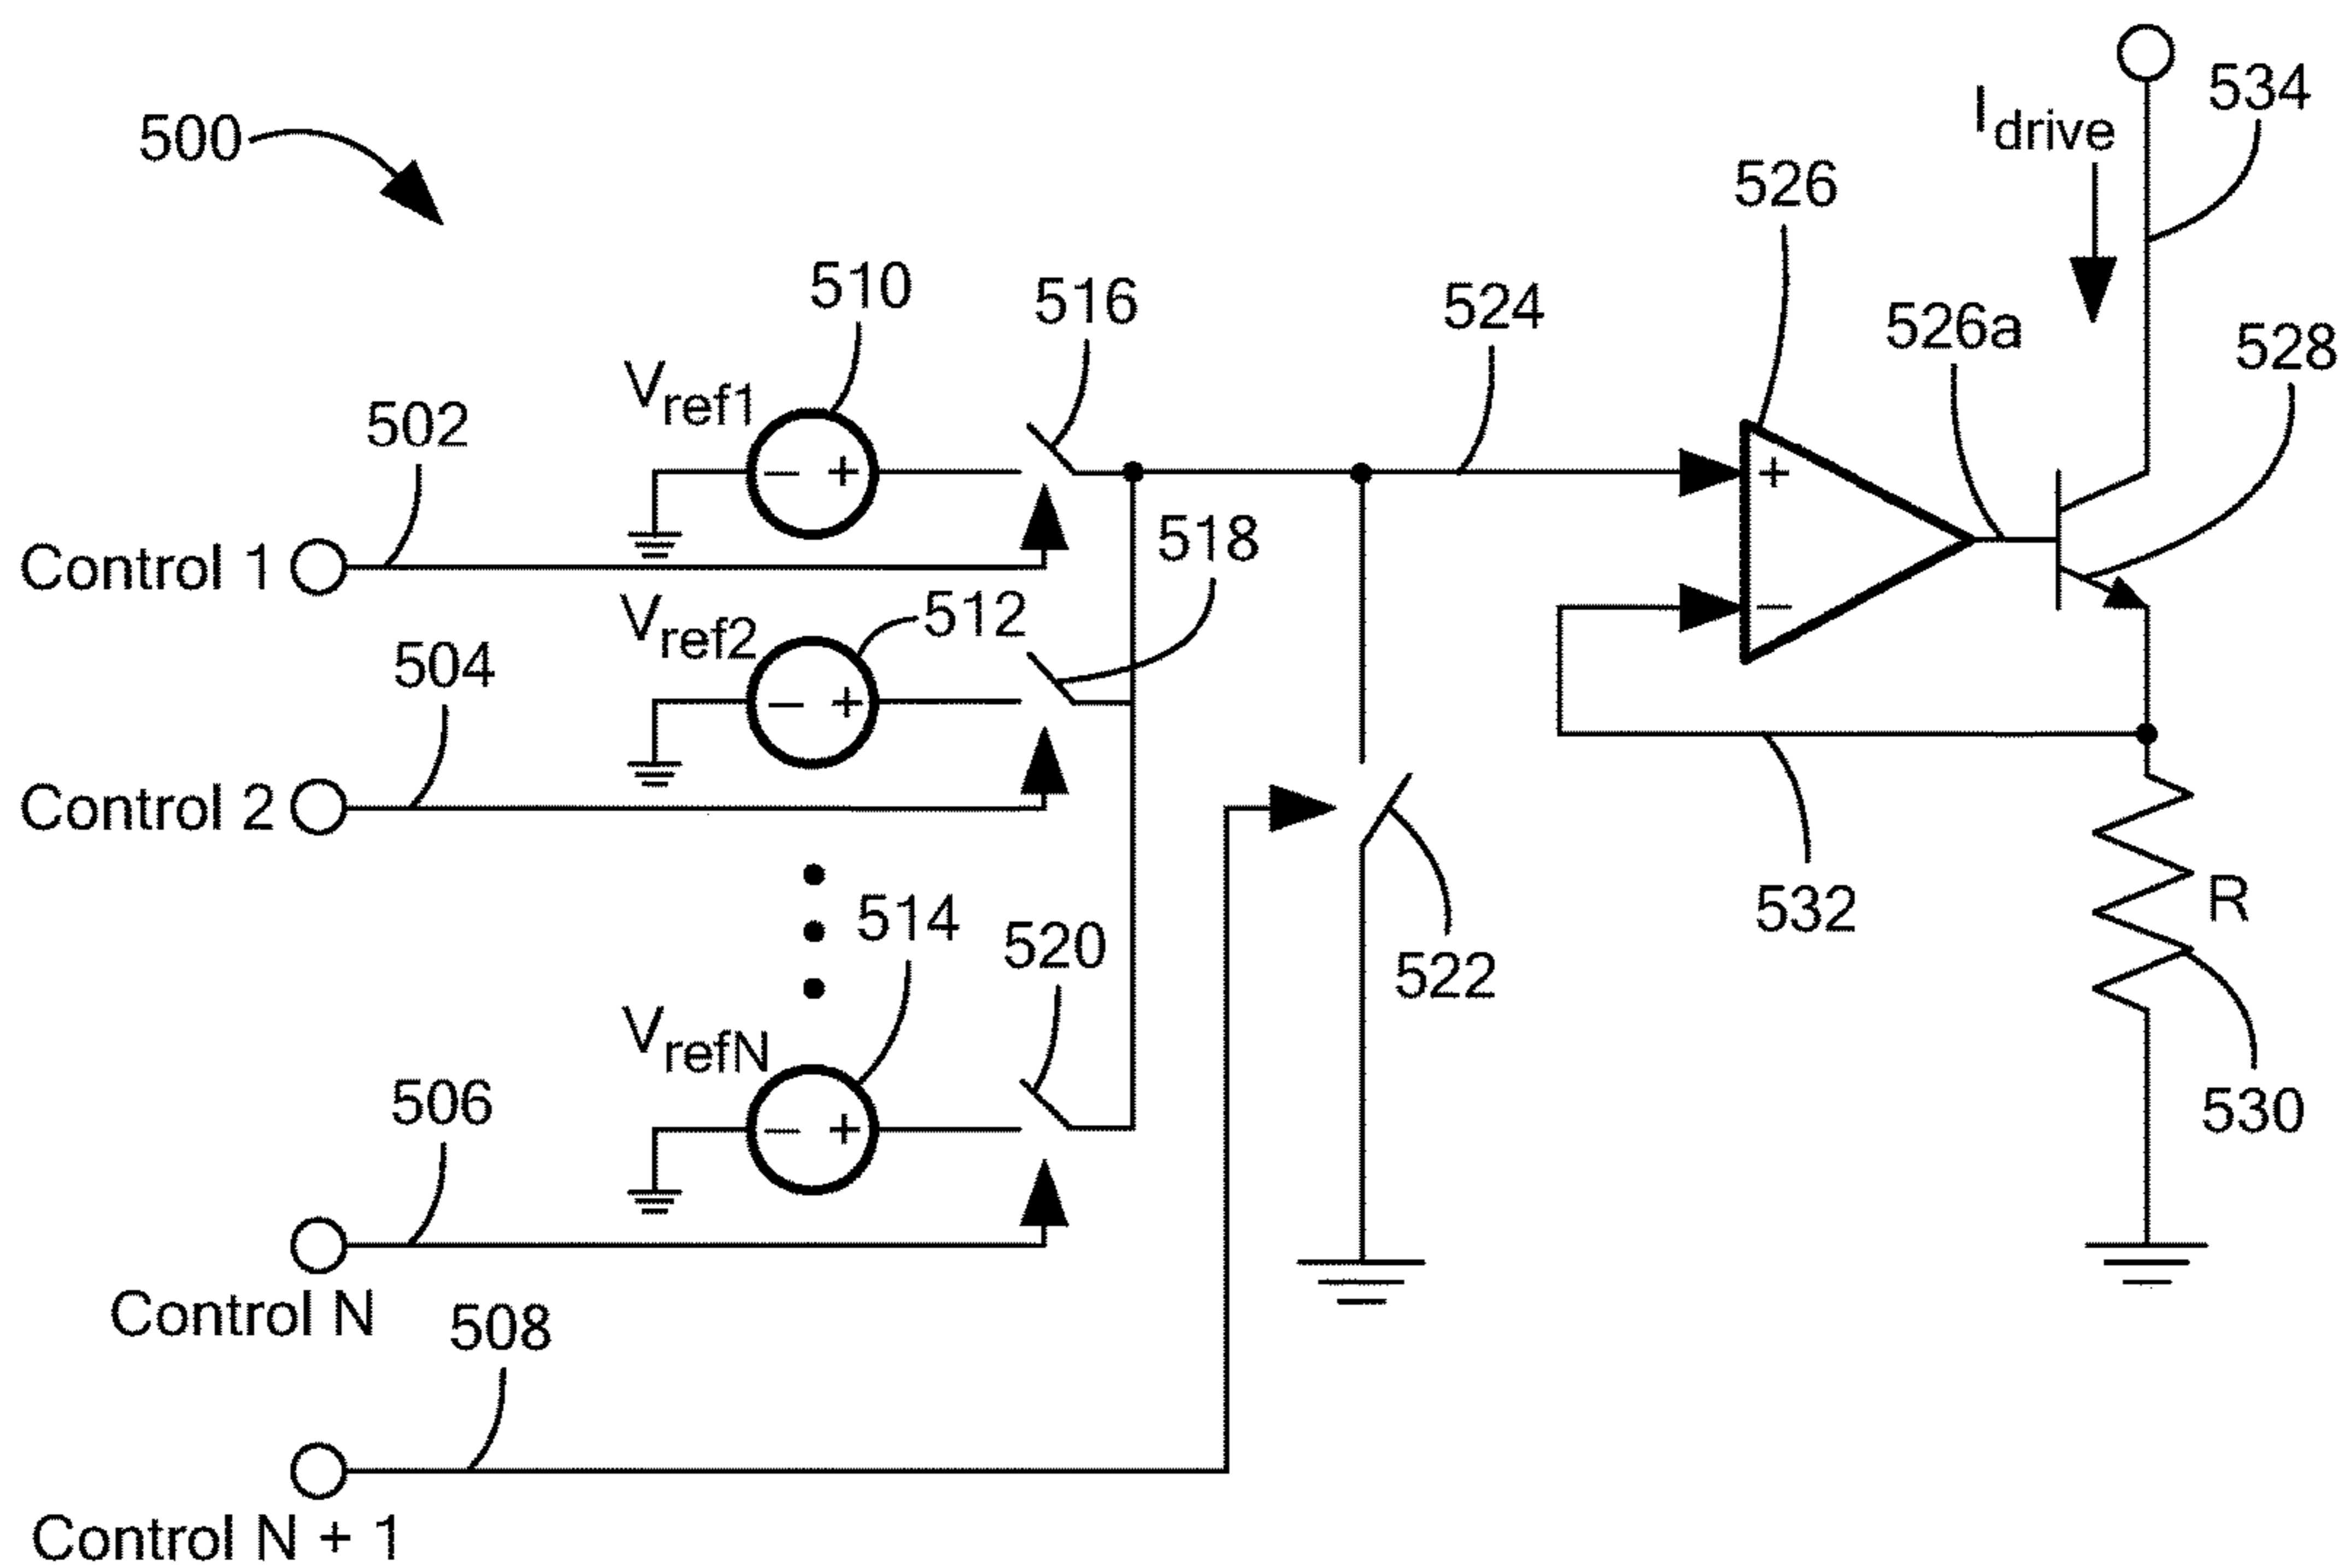 500
534
I drive
526
510
516
524
526a
528
Vref1
502
− +
+
518
Control 1
Vref2
512
−
504
− +
Control 2
532
R
514
520
522
VrefN
506
− +
530
Control N
508
Control N + 1